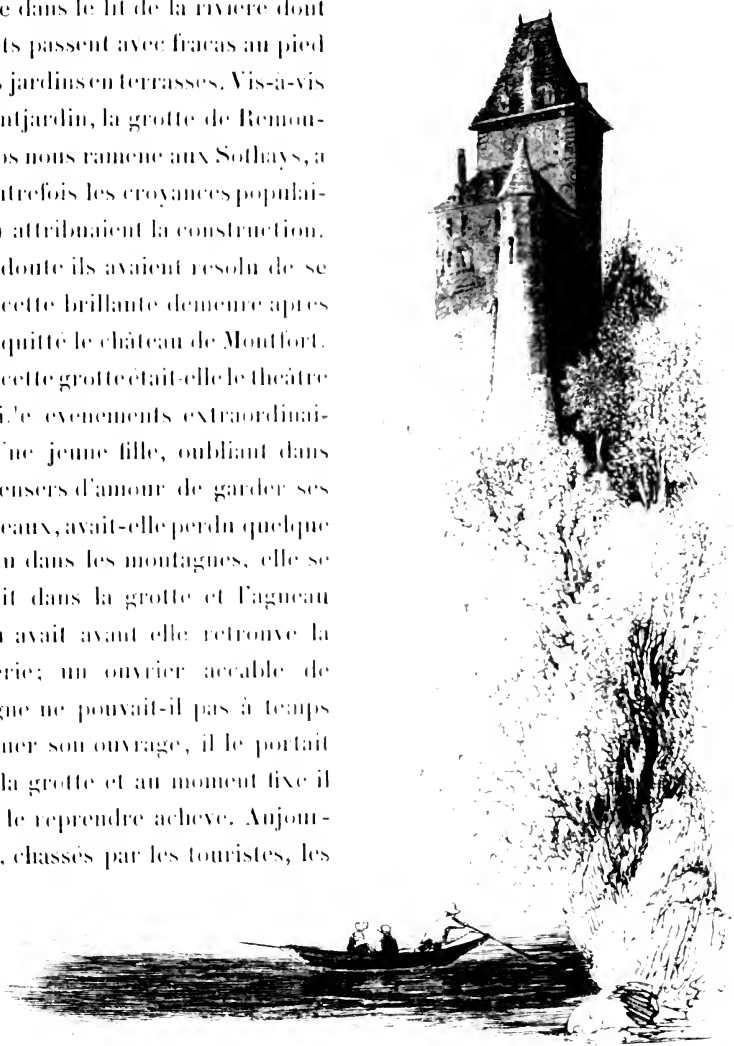 e dans le lit de la rivière dont
ts passent avec fracas au pied
s jardins en terrasses. Vis-à-vis
ntjardin, la grotte de Remou-
ps nous ramène aux Sothays, à
utrefois les croyances populai-
n attribuaient la construction.
doute ils avaient résolu de se
cette brillante demeure après
quitté le château de Montfort.
cette grotte était-elle le théâtre
evenements extraordinai-
Une jeune fille, oubliant dans
ensers d'amour de garder ses
eaux, avait-elle perdu quelque
n dans les montagnes, elle se
it dans la grotte et l'agneau
u avait avant elle retrouvé la
erie; un ouvrier accablé de
gne ne pouvait-il pas à temps
ner son ouvrage, il le portait
la grotte et au moment fixé il
le reprendre achevé. Aujour-
, chassés par les touristes, les